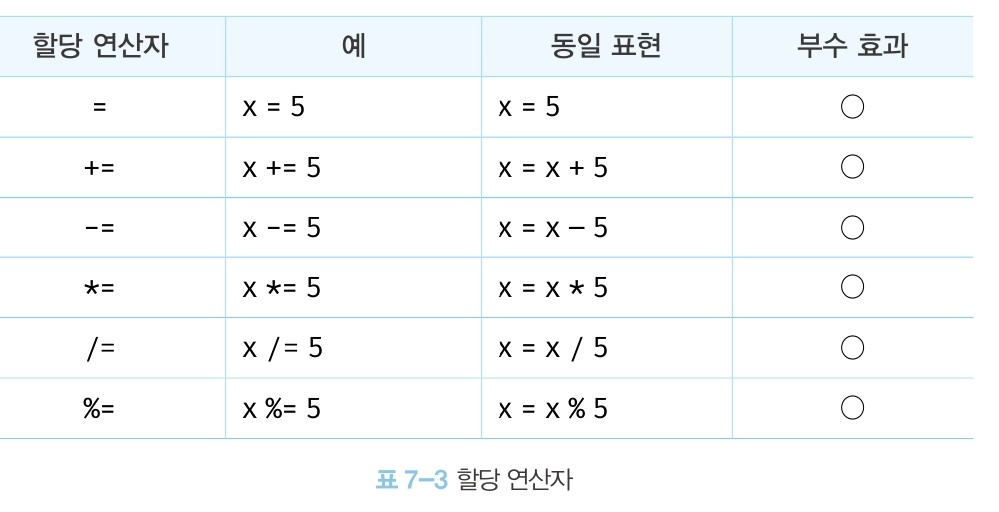 할당 연산자 예 동일 표현 부수 효과
= x = 5 x = 5 ○
+= x += 5 x = x + 5 ○
-= x -= 5 x = x – 5 ○
*= x *= 5 x = x * 5 ○
/= x /= 5 x = x / 5 ○
%= x %= 5 x = x % 5 ○
표 7-3 할당 연산자